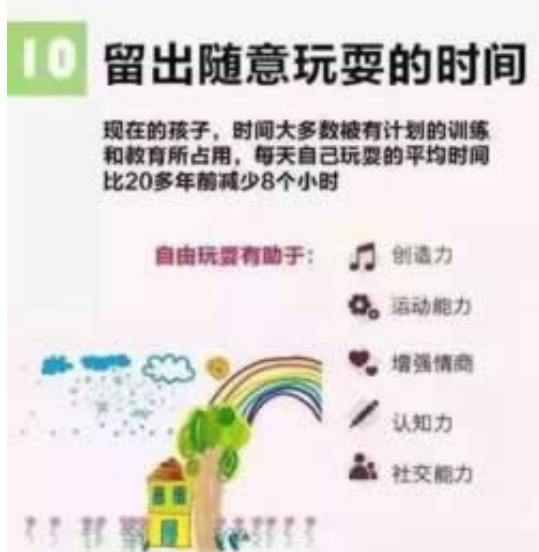 10 留出随意玩耍的时间
现在的孩子，时间大多数被有计划的训练
和教育所占用，每天自己玩耍的平均时间
比20多年前减少8个小时
自由玩耍有助于：
创造力
运动能力
增强情商
认知力
社交能力